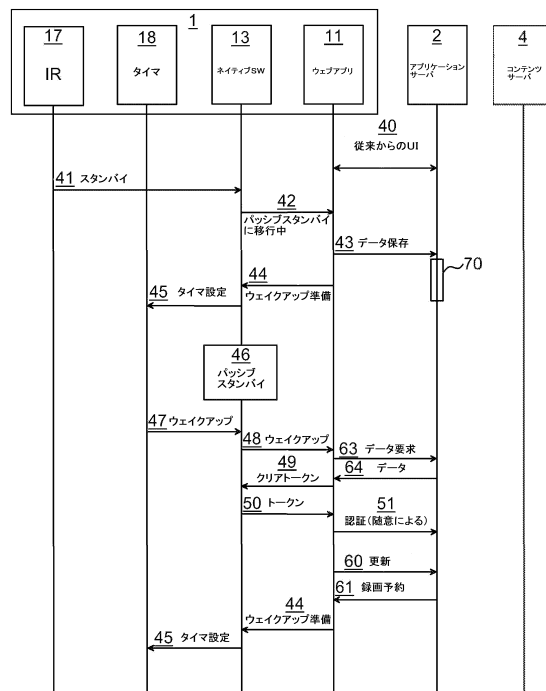 1
17
IR
18
タイマ
13
ネイティブSW
11
ウェブアプリ
2
アプリケーション
サーバ
4
コンテンツ
サーバ
40
従来からのUI
41 スタンバイ
42
パッシブスタンバイ
に移行中
43 データ保存
70
44
ウェイクアップ準備
45 タイマ設定
46
パッシブ
スタンバイ
47 ウェイクアップ
48 ウェイクアップ
63 データ要求
64 データ
49
クリアトークン
50 トークン
51
認証(随意による)
60 更新
61 録画予約
44
ウェイクアップ準備
45 タイマ設定